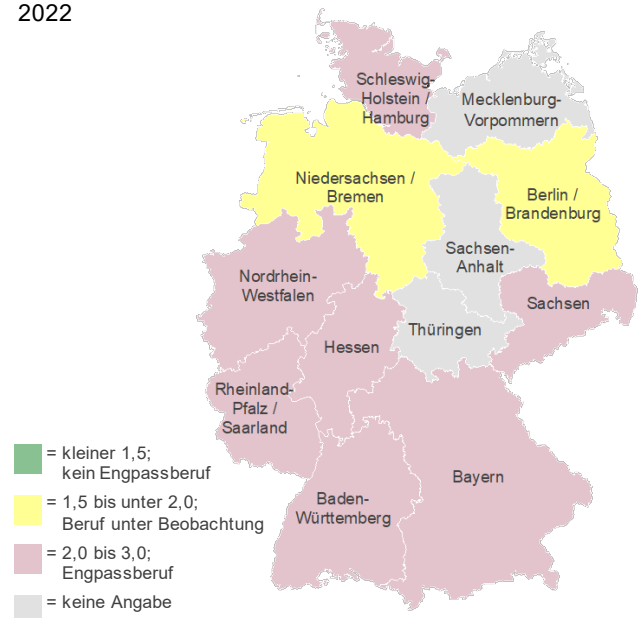 2022
Schleswig-
Holstein /
Hamburg
Mecklenburg-
Vorpommern
Niedersachsen /
Bremen
Berlin /
Brandenburg
Sachsen-
Anhalt
Nordrhein-
Westfalen
Sachsen
Thüringen
Hessen
Rheinland-
Pfalz /
Saarland
Bayern
Baden-
Württemberg
= kleiner 1,5;
kein Engpassberuf
= 1,5 bis unter 2,0;
Beruf unter Beobachtung
= 2,0 bis 3,0;
Engpassberuf
= keine Angabe